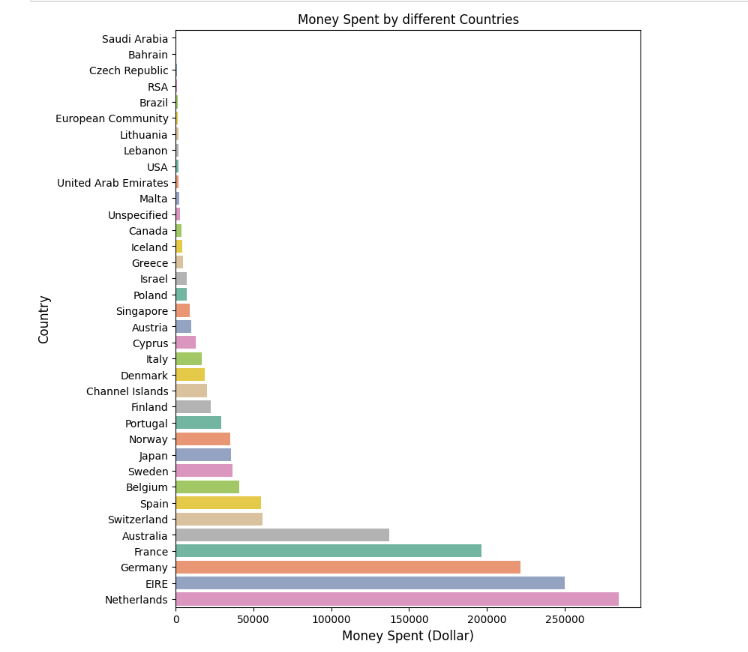 Money Spent by different Countries
Saudi Arabia
Bahrain
Czech Republic
RSA
Brazil
European Community
Lithuania
Lebanon
USA
United Arab Emirates
Malta
Unspecified
Canada
Iceland
Greece
Israel
Poland
Singapore
Austria
Cyprus
Italy
Denmark
Channel Islands
Finland
Portugal
Norway
Japan
Sweden
Belgium
Spain
Switzerland
Australia
France
Germany
EIRE
Netherlands
Country
0 50000 100000 150000 200000 250000
Money Spent (Dollar)